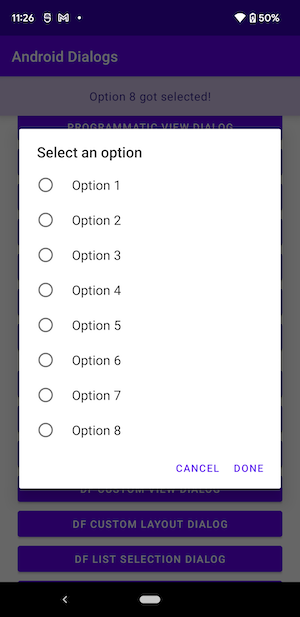 11:26
50%
Android Dialogs
Option 8 got selected!
PROGRAMMATIC VIEW DIALOG
Select an option
Option 1
Option 2
Option 3
Option 4
Option 5
Option 6
Option 7
Option 8
CANCEL DONE
DF CUSTOM VIEW DIALOG
DF CUSTOM LAYOUT DIALOG
DF LIST SELECTION DIALOG